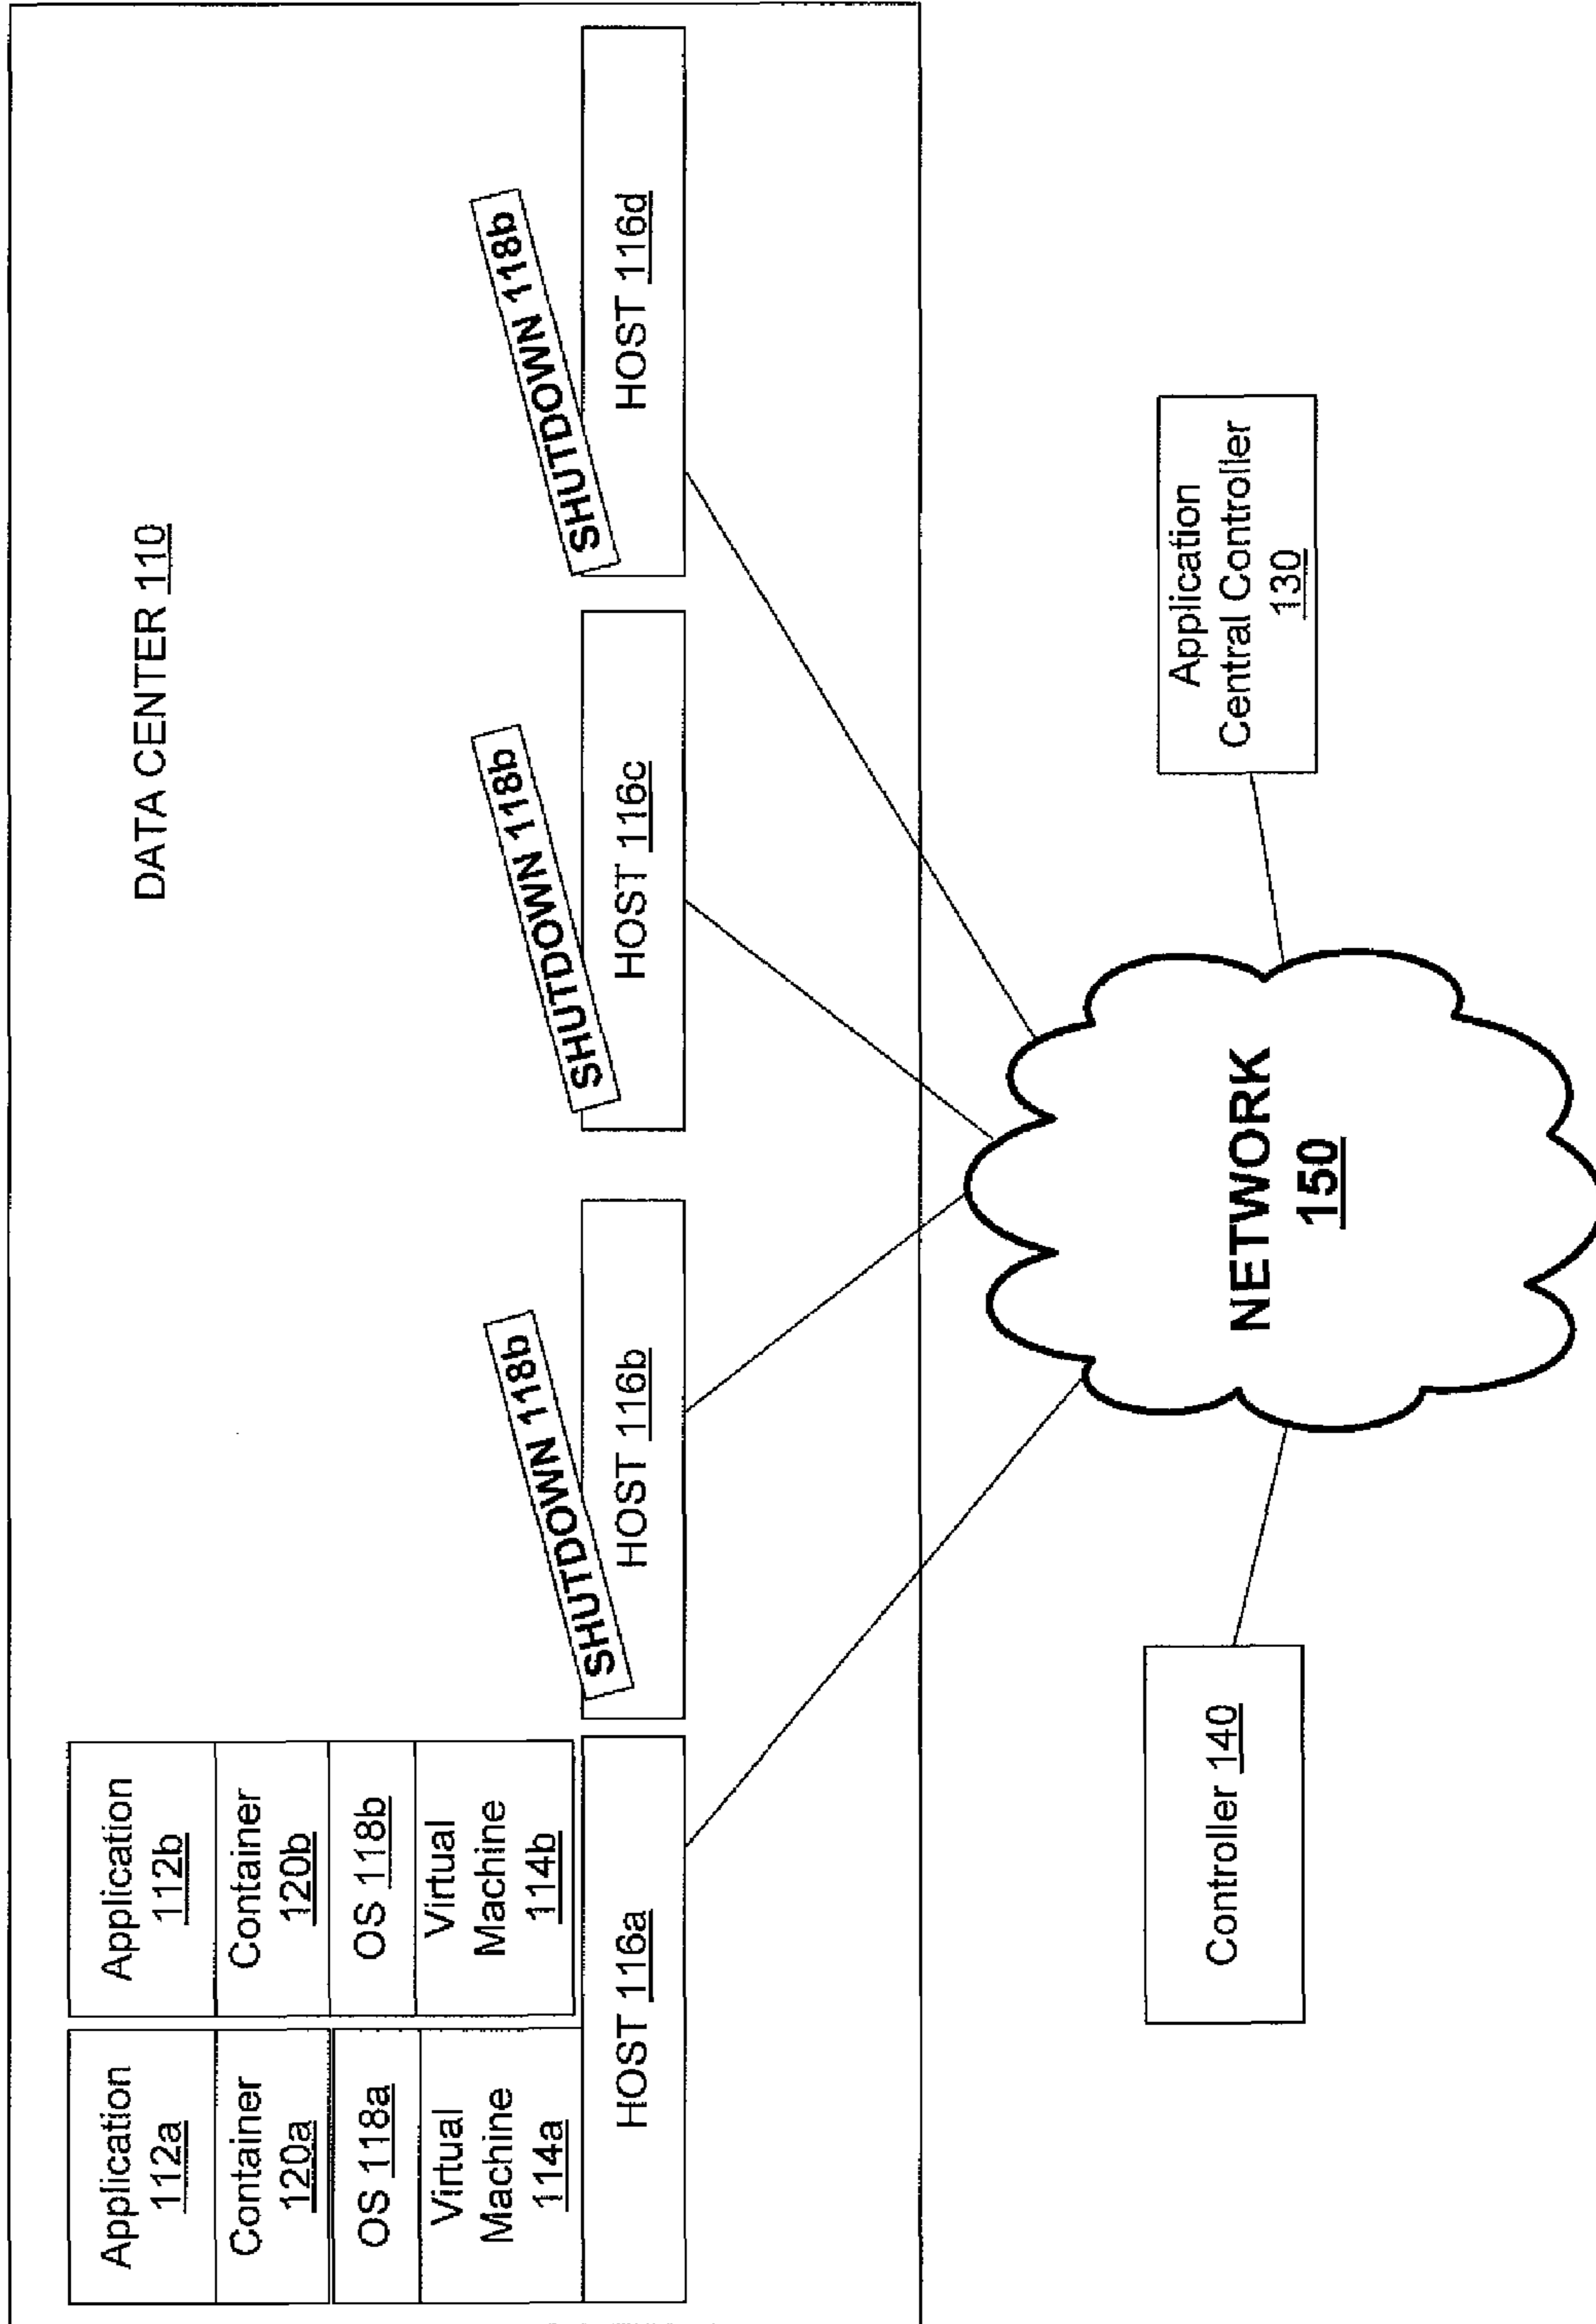 DATA CENTER 110
Application
112a
Container
120a
OS 118a
Virtual
Machine
114a
Application
112b
Container
120b
OS 118b
Virtual
Machine
114b
HOST 116a
SHUTDOWN 118b
HOST 116b
SHUTDOWN 118b
HOST 116c
SHUTDOWN 118b
HOST 116d
Controller 140
NETWORK
150
Application
Central Controller
130